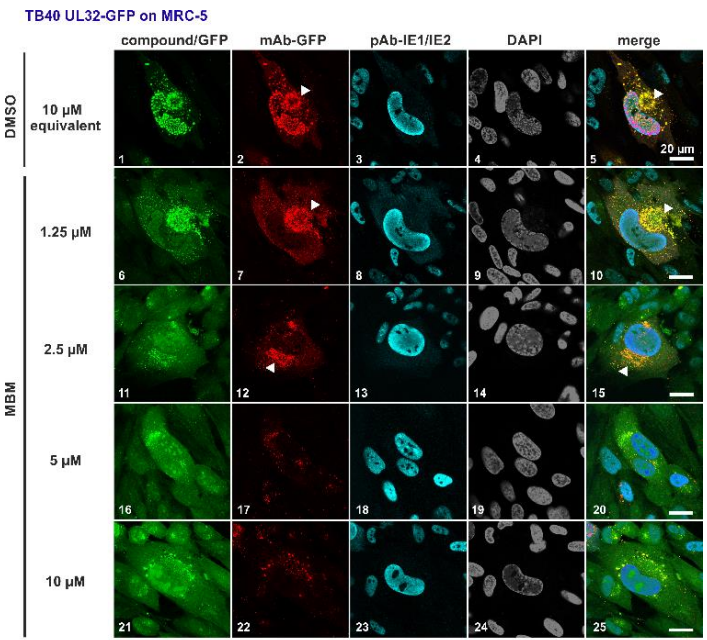 TB40 UL32-GFP on MRC-5
compound/GFP mAb-GFP pAb-IE1/IE2 DAPI merge
DMSO
10 µM
equivalent
1 2 3 4 5
20 µm
MBM
1.25 µM
6 7 8 9 10
2.5 µM
11 12 13 14 15
5 µM
16 17 18 19 20
10 µM
21 22 23 24 25